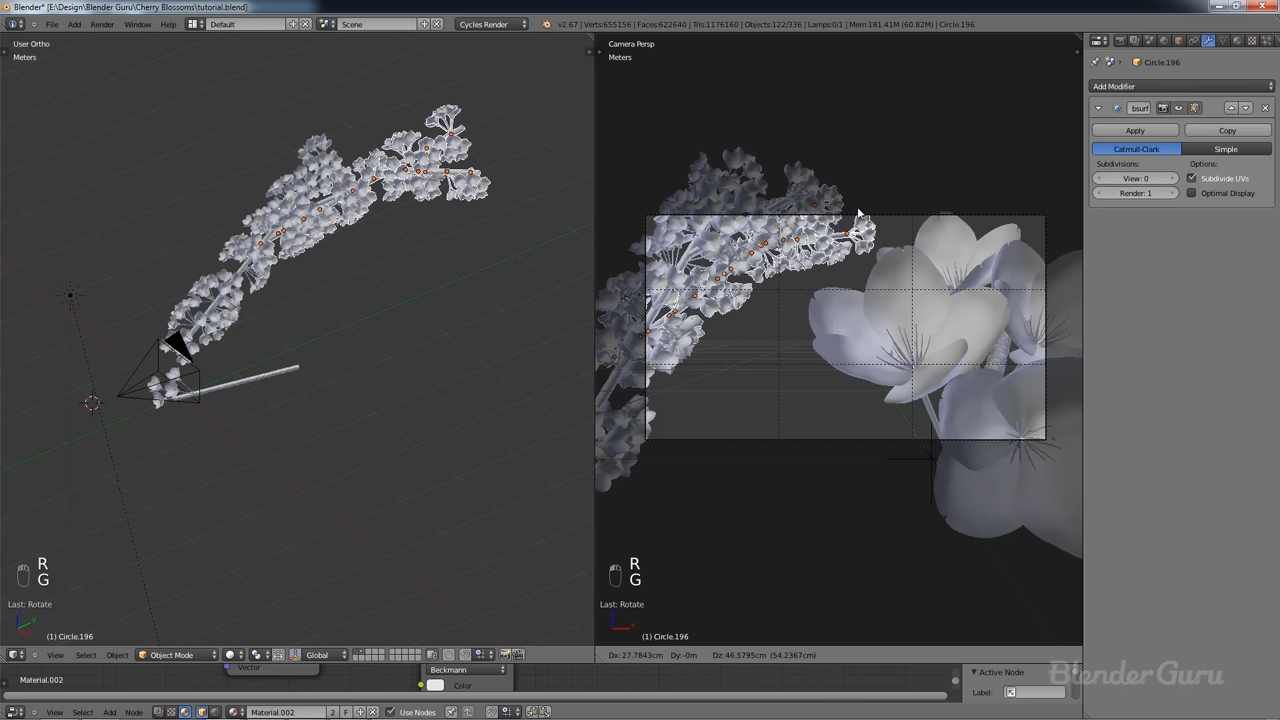 Blender* [E:\Design\Blender Guru\Cherry Blossoms\tutorial.blend]
File Add Render Window Help Default Scene Cycles Render v2.67 | Verts:655156 | Faces:622640 | Tris:1176160 | Objects:122/336 | Lamps:0/1 | Mem:181.41M (60.82M) | Circle.196
User Ortho
Meters
Camera Persp
Meters
Circle.196
Add Modifier
bsurf
Apply Copy
Catmull-Clark Simple
Subdivisions: Options:
View: 0 Subdivide UVs
Render: 1 Optimal Display
R
G
Last: Rotate
(1) Circle.196
R
G
Last: Rotate
(1) Circle.196
View Select Object Object Mode Global
Dx: 27.7843cm Dy: -0m Dz: 46.5795cm (54.2367cm)
Vector
Beckmann
Color
Material.002
Active Node
Label:
BlenderGuru
View Select Add Node Material.002 2 F Use Nodes